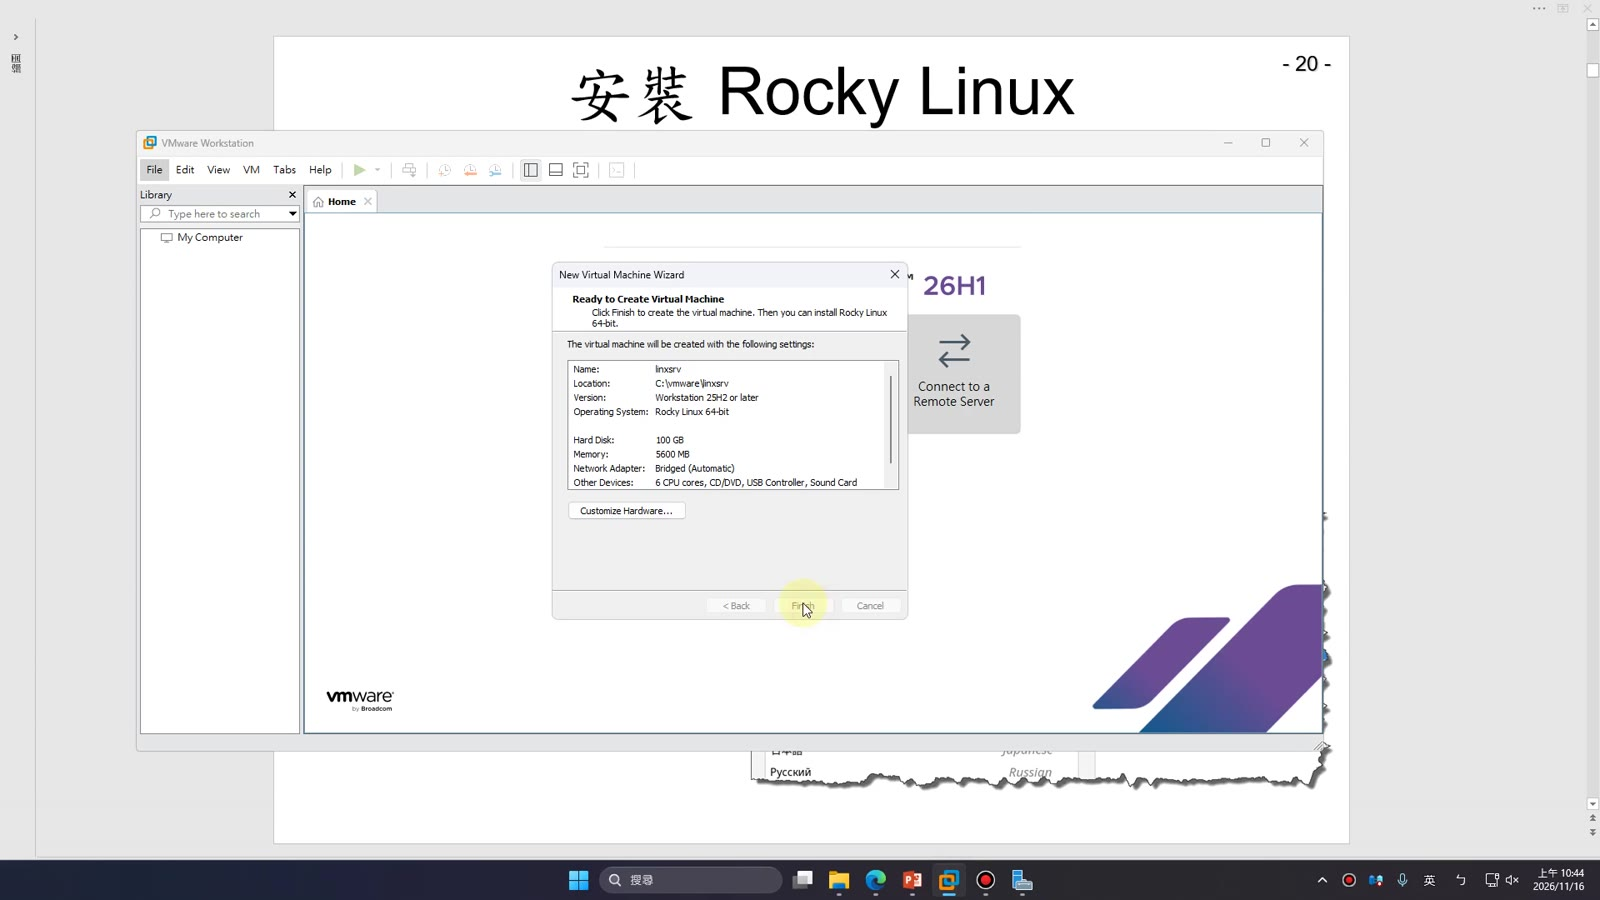 - 20 -
安裝 Rocky Linux
VMware Workstation
File Edit View VM Tabs Help
Library
Type here to search
Home
My Computer
26H1
New Virtual Machine Wizard
Ready to Create Virtual Machine
Click Finish to create the virtual machine. Then you can install Rocky Linux
64-bit.
The virtual machine will be created with the following settings:
Name: linxsrv
Location: C:\vmware\linxsrv
Version: Workstation 25H2 or later
Operating System: Rocky Linux 64-bit
Hard Disk: 100 GB
Memory: 5600 MB
Network Adapter: Bridged (Automatic)
Other Devices: 6 CPU cores, CD/DVD, USB Controller, Sound Card
Customize Hardware...
< Back Finish Cancel
Connect to a
Remote Server
vmware
by Broadcom
日本語 Japanese
Русский Russian
搜尋
英
上午 10:44
2026/11/16